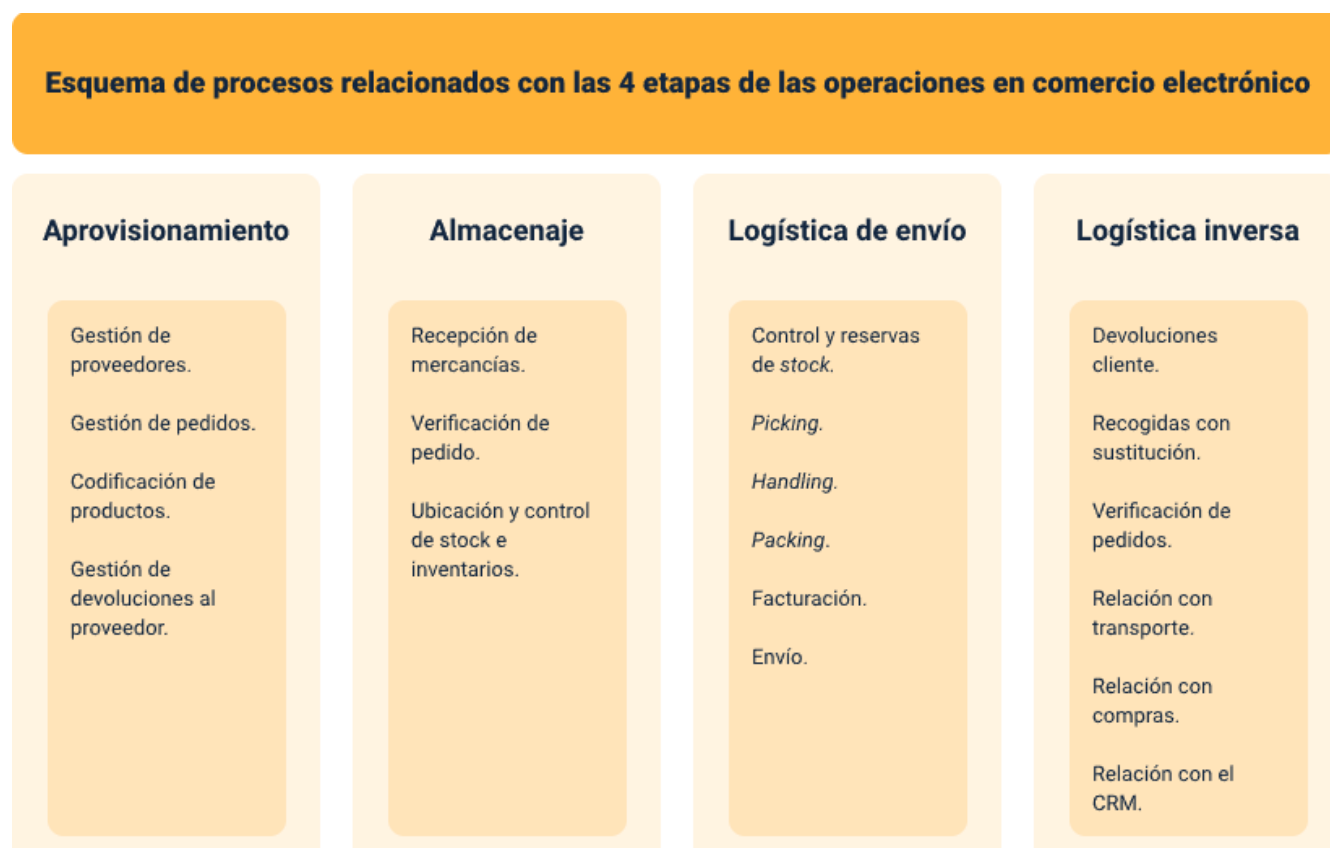 Esquema de procesos relacionados con las 4 etapas de las operaciones en comercio electrónico
Aprovisionamiento
Gestión de
proveedores.
Gestión de pedidos.
Codificación de
productos.
Gestión de
devoluciones al
proveedor.
Almacenaje
Recepción de
mercancías.
Verificación de
pedido.
Ubicación y control
de stock e
inventarios.
Logística de envío
Control y reservas
de stock.
Picking.
Handling.
Packing.
Facturación.
Envío.
Logística inversa
Devoluciones
cliente.
Recogidas con
sustitución.
Verificación de
pedidos.
Relación con
transporte.
Relación con
compras.
Relación con el
CRM.